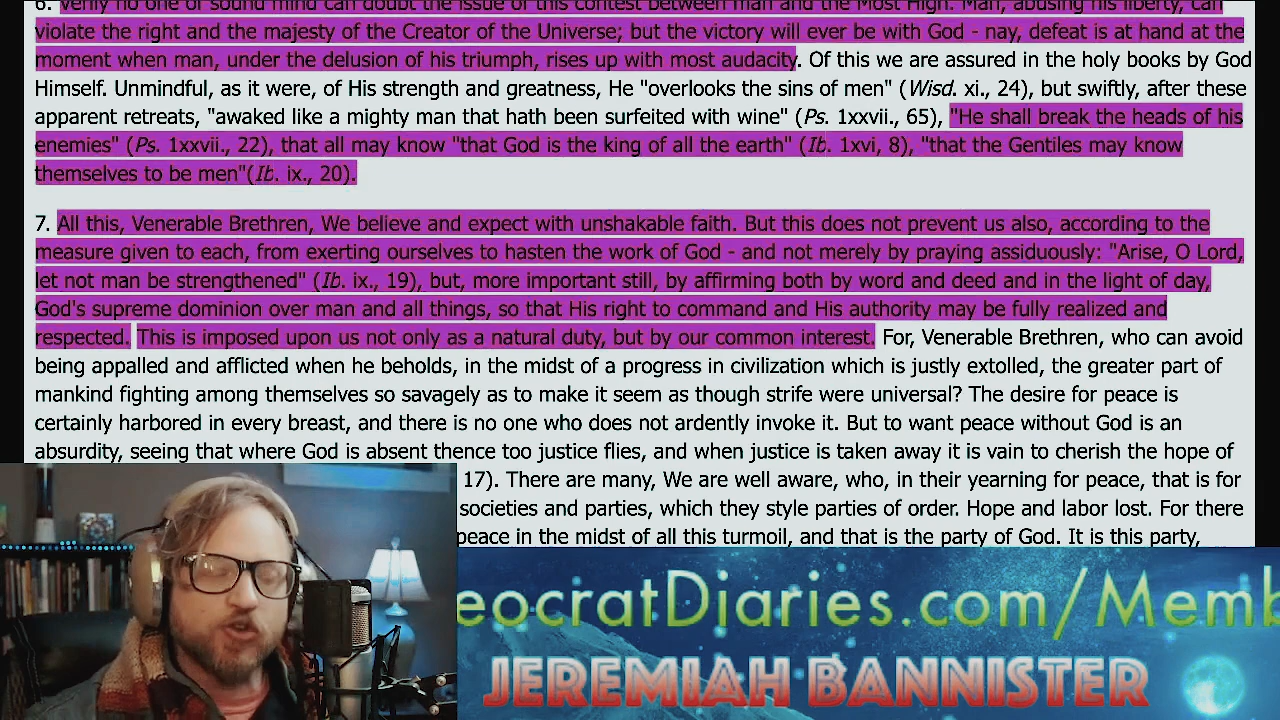 6. Verily no one of sound mind can doubt the issue of this contest between man and the Most High. Man, abusing his liberty, can
violate the right and the majesty of the Creator of the Universe; but the victory will ever be with God - nay, defeat is at hand at the
moment when man, under the delusion of his triumph, rises up with most audacity. Of this we are assured in the holy books by God
Himself. Unmindful, as it were, of His strength and greatness, He "overlooks the sins of men" (Wisd. xi., 24), but swiftly, after these
apparent retreats, "awaked like a mighty man that hath been surfeited with wine" (Ps. 1xxvii., 65), "He shall break the heads of his
enemies" (Ps. 1xxvii., 22), that all may know "that God is the king of all the earth" (Ib. 1xvi, 8), "that the Gentiles may know
themselves to be men"(Ib. ix., 20).
7. All this, Venerable Brethren, We believe and expect with unshakable faith. But this does not prevent us also, according to the
measure given to each, from exerting ourselves to hasten the work of God - and not merely by praying assiduously: "Arise, O Lord,
let not man be strengthened" (Ib. ix., 19), but, more important still, by affirming both by word and deed and in the light of day,
God's supreme dominion over man and all things, so that His right to command and His authority may be fully realized and
respected. This is imposed upon us not only as a natural duty, but by our common interest. For, Venerable Brethren, who can avoid
being appalled and afflicted when he beholds, in the midst of a progress in civilization which is justly extolled, the greater part of
mankind fighting among themselves so savagely as to make it seem as though strife were universal? The desire for peace is
certainly harbored in every breast, and there is no one who does not ardently invoke it. But to want peace without God is an
absurdity, seeing that where God is absent thence too justice flies, and when justice is taken away it is vain to cherish the hope of
17). There are many, We are well aware, who, in their yearning for peace, that is for
societies and parties, which they style parties of order. Hope and labor lost. For there
peace in the midst of all this turmoil, and that is the party of God. It is this party,
eocratDiaries.com/Memb
JEREMIAH BANNISTER